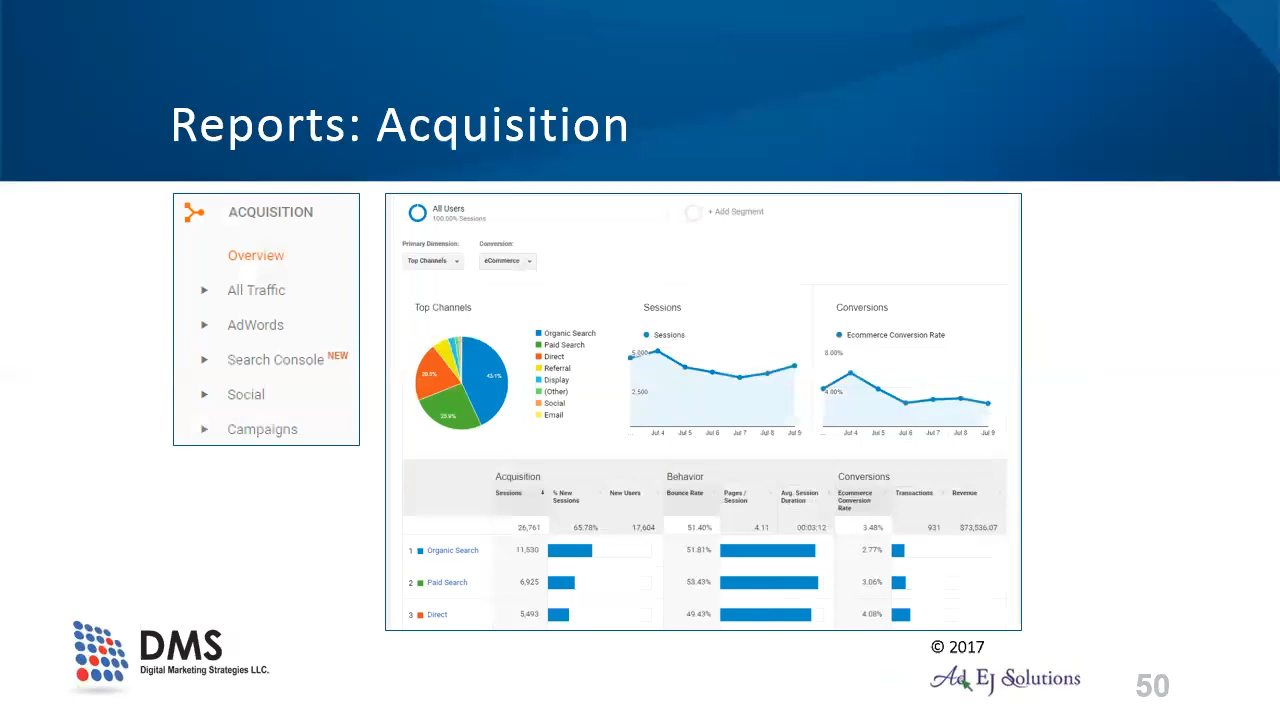 Reports: Acquisition
ACQUISITION
Overview
All Traffic
AdWords
Search Console NEW
Social
Campaigns
All Users
100.00% Sessions
+ Add Segment
Primary Dimension:
Conversion:
Top Channels
eCommerce
Top Channels
43.1%
25.9%
Organic Search
Paid Search
Direct
Referral
Display
(Other)
Social
Email
Sessions
Sessions
5,000
2,500
... Jul 4 Jul 5 Jul 6 Jul 7 Jul 8 Jul 9
Conversions
Ecommerce Conversion Rate
8.00%
4.00%
... Jul 4 Jul 5 Jul 6 Jul 7 Jul 8 Jul 9
Acquisition Behavior Conversions
Sessions % New Sessions New Users Bounce Rate Pages / Session Avg. Session Duration Ecommerce Conversion Rate Transactions Revenue
26,761 65.78% 17,604 51.40% 4.11 00:03:12 3.48% 931 $73,536.07
1 Organic Search 11,530 51.81% 2.77%
2 Paid Search 6,925 53.43% 3.06%
3 Direct 5,493 49.43% 4.08%
DMS
Digital Marketing Strategies LLC.
© 2017
Ad Ej Solutions
50